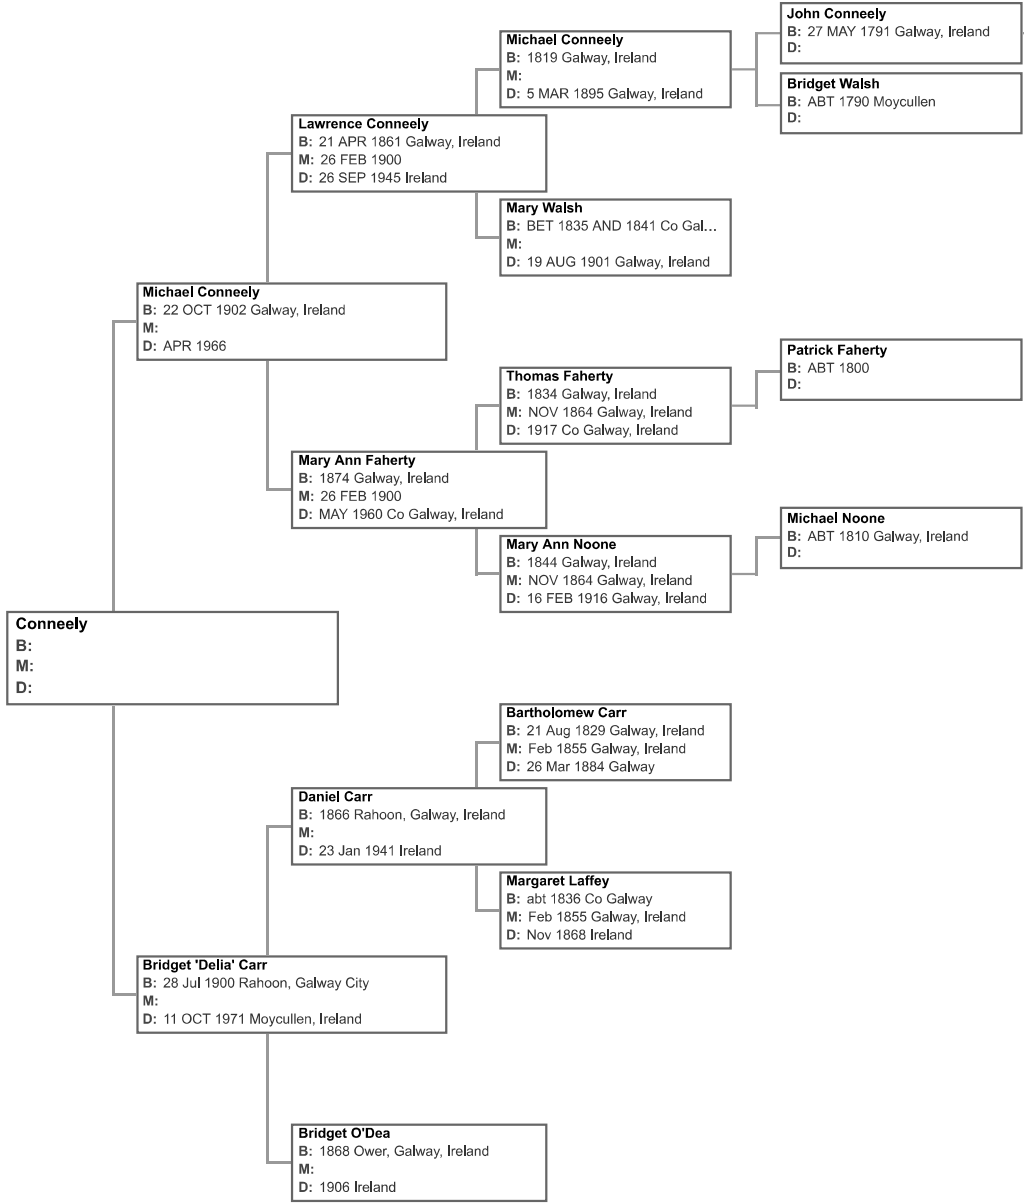 John Conneely
B: 27 MAY 1791 Galway, Ireland
D:
Michael Conneely
B: 1819 Galway, Ireland
M:
D: 5 MAR 1895 Galway, Ireland
Bridget Walsh
B: ABT 1790 Moycullen
D:
Lawrence Conneely
B: 21 APR 1861 Galway, Ireland
M: 26 FEB 1900
D: 26 SEP 1945 Ireland
Mary Walsh
B: BET 1835 AND 1841 Co Gal...
M:
D: 19 AUG 1901 Galway, Ireland
Michael Conneely
B: 22 OCT 1902 Galway, Ireland
M:
D: APR 1966
Patrick Faherty
B: ABT 1800
D:
Thomas Faherty
B: 1834 Galway, Ireland
M: NOV 1864 Galway, Ireland
D: 1917 Co Galway, Ireland
Mary Ann Faherty
B: 1874 Galway, Ireland
M: 26 FEB 1900
D: MAY 1960 Co Galway, Ireland
Michael Noone
B: ABT 1810 Galway, Ireland
D:
Mary Ann Noone
B: 1844 Galway, Ireland
M: NOV 1864 Galway, Ireland
D: 16 FEB 1916 Galway, Ireland
Conneely
B:
M:
D:
Bartholomew Carr
B: 21 Aug 1829 Galway, Ireland
M: Feb 1855 Galway, Ireland
D: 26 Mar 1884 Galway
Daniel Carr
B: 1866 Rahoon, Galway, Ireland
M:
D: 23 Jan 1941 Ireland
Margaret Laffey
B: abt 1836 Co Galway
M: Feb 1855 Galway, Ireland
D: Nov 1868 Ireland
Bridget 'Delia' Carr
B: 28 Jul 1900 Rahoon, Galway City
M:
D: 11 OCT 1971 Moycullen, Ireland
Bridget O'Dea
B: 1868 Ower, Galway, Ireland
M:
D: 1906 Ireland